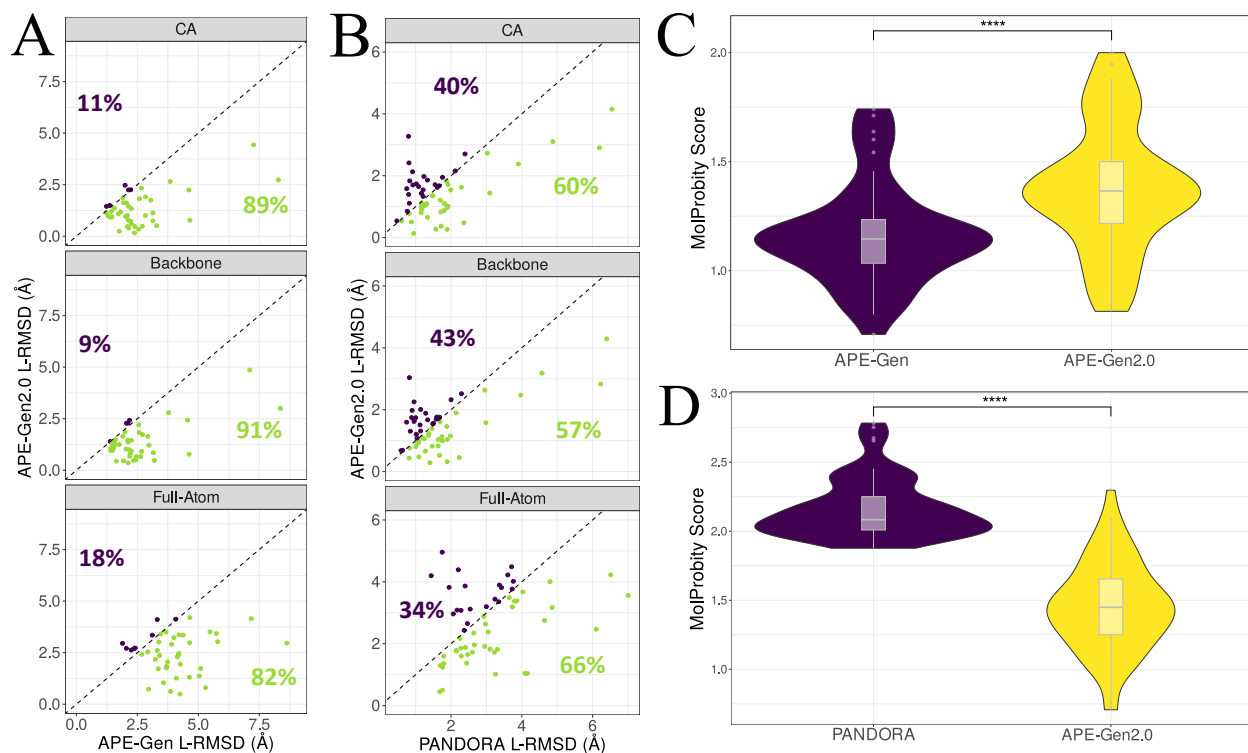 A
CA
7.5
5.0
2.5
0.0
11%
89%
Backbone
7.5
5.0
2.5
0.0
9%
91%
Full-Atom
7.5
5.0
2.5
0.0
18%
82%
0.0 2.5 5.0 7.5
APE-Gen L-RMSD (Å)
APE-Gen2.0 L-RMSD (Å)
B
CA
6
4
2
0
40%
60%
Backbone
6
4
2
0
43%
57%
Full-Atom
6
4
2
0
34%
66%
2 4 6
PANDORA L-RMSD (Å)
APE-Gen2.0 L-RMSD (Å)
C
****
2.0
1.5
1.0
MolProbity Score
APE-Gen APE-Gen2.0
D
****
3.0
2.5
2.0
1.5
1.0
MolProbity Score
PANDORA APE-Gen2.0